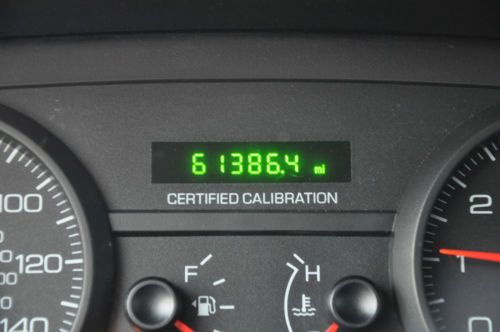 61386.4 mi
CERTIFIED CALIBRATION
100
120
140
F
H
2
1